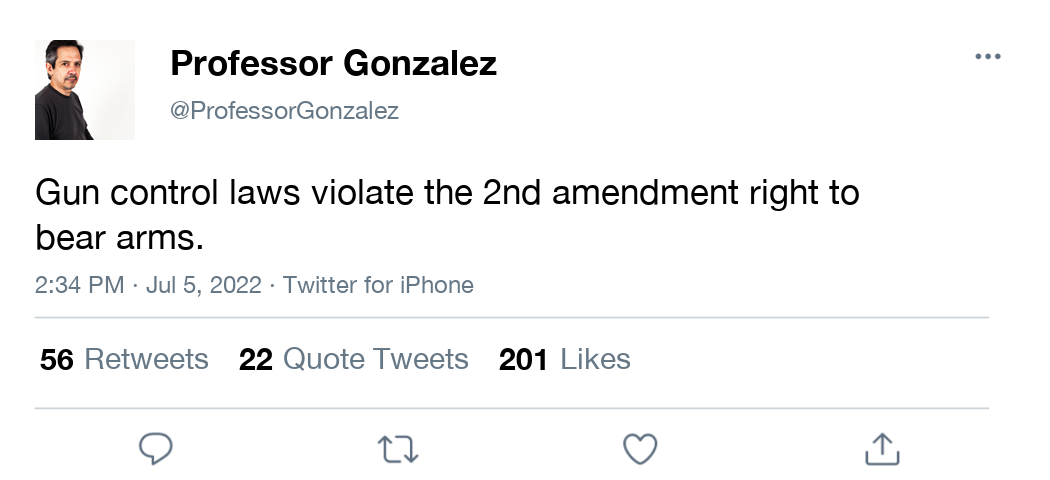 Professor Gonzalez
@ProfessorGonzalez
Gun control laws violate the 2nd amendment right to
bear arms.
2:34 PM · Jul 5, 2022 · Twitter for iPhone
56 Retweets 22 Quote Tweets 201 Likes